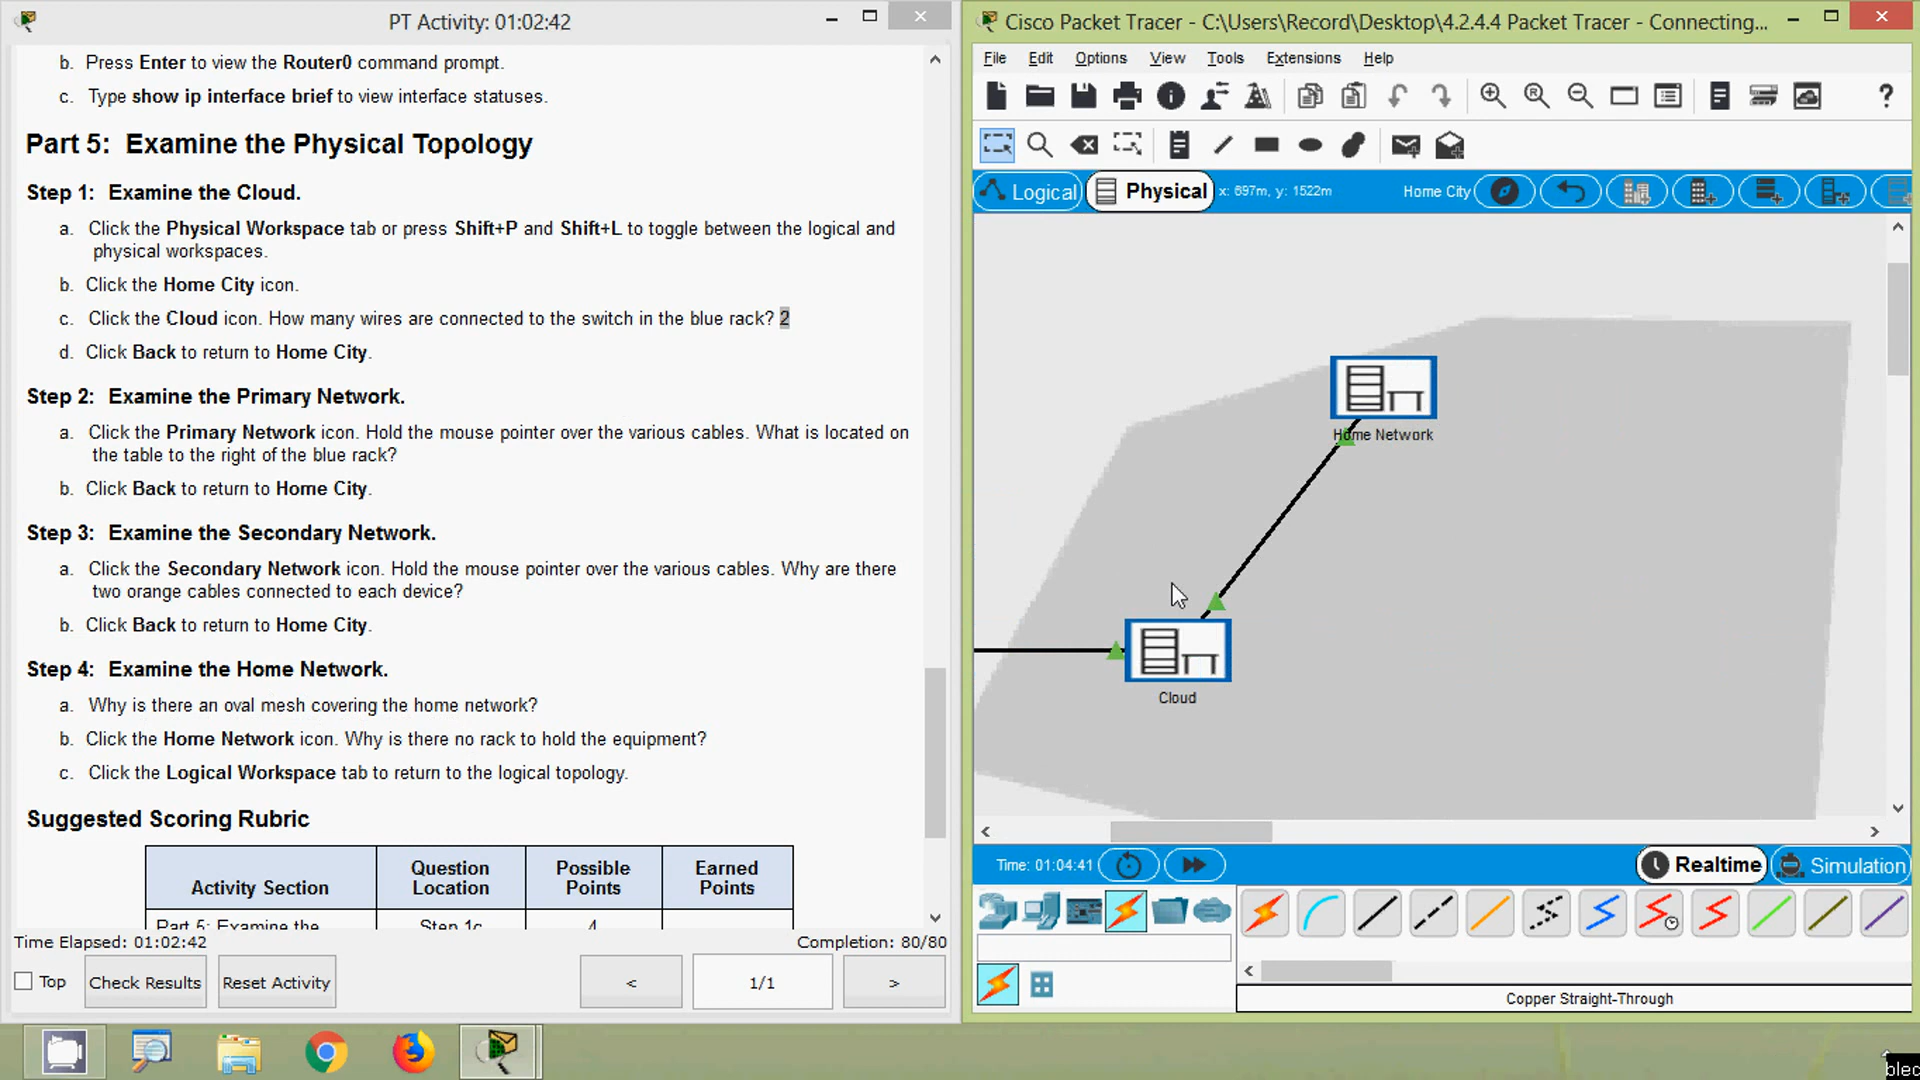 PT Activity: 01:02:42
b. Press Enter to view the Router0 command prompt.
c. Type show ip interface brief to view interface statuses.
Part 5: Examine the Physical Topology
Step 1: Examine the Cloud.
a. Click the Physical Workspace tab or press Shift+P and Shift+L to toggle between the logical and
physical workspaces.
b. Click the Home City icon.
c. Click the Cloud icon. How many wires are connected to the switch in the blue rack? 2
d. Click Back to return to Home City.
Step 2: Examine the Primary Network.
a. Click the Primary Network icon. Hold the mouse pointer over the various cables. What is located on
the table to the right of the blue rack?
b. Click Back to return to Home City.
Step 3: Examine the Secondary Network.
a. Click the Secondary Network icon. Hold the mouse pointer over the various cables. Why are there
two orange cables connected to each device?
b. Click Back to return to Home City.
Step 4: Examine the Home Network.
a. Why is there an oval mesh covering the home network?
b. Click the Home Network icon. Why is there no rack to hold the equipment?
c. Click the Logical Workspace tab to return to the logical topology.
Suggested Scoring Rubric
Activity Section Question Location Possible Points Earned Points
Part 5: Examine the Step 1c 4
Time Elapsed: 01:02:42 Completion: 80/80
Top Check Results Reset Activity < 1/1 >
Cisco Packet Tracer - C:\Users\Record\Desktop\4.2.4.4 Packet Tracer - Connecting...
File Edit Options View Tools Extensions Help
Logical Physical x: 697m, y: 1522m Home City
Home Network
Cloud
Time: 01:04:41 Realtime Simulation
Copper Straight-Through
blec